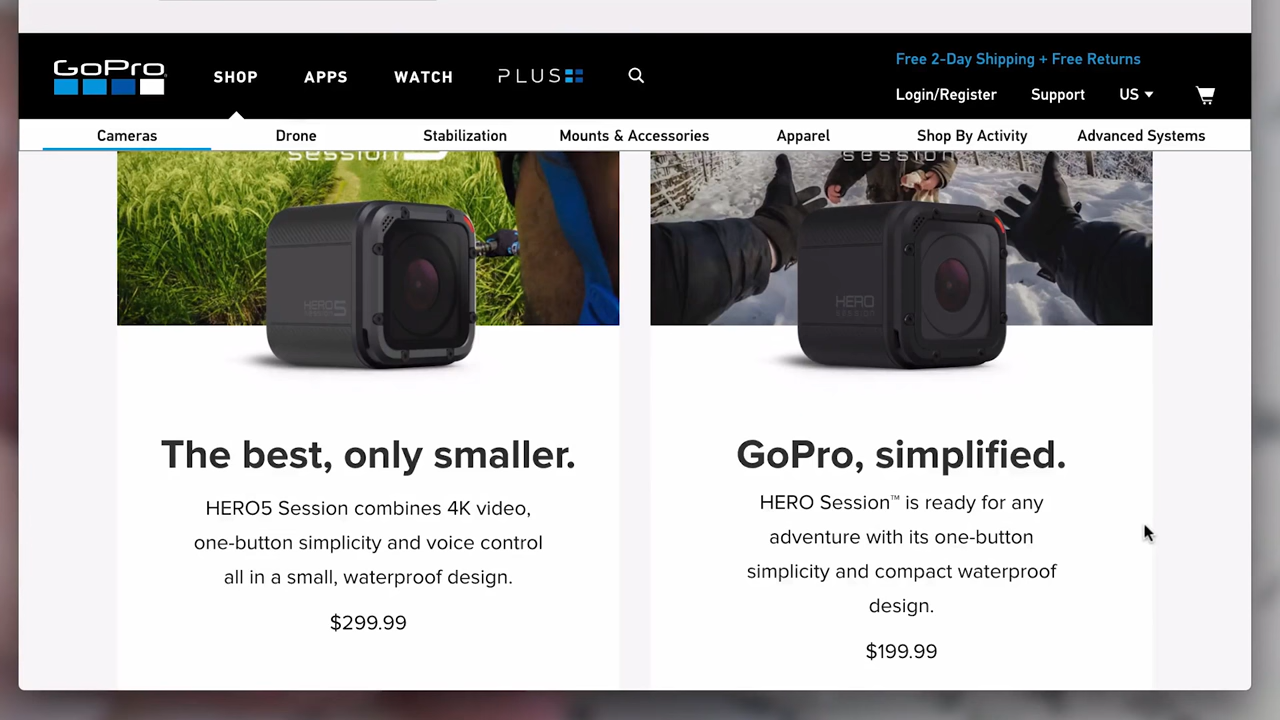 GoPro
SHOP
APPS
WATCH
PLUS
Free 2-Day Shipping + Free Returns
Login/Register
Support
US
Cameras
Drone
Stabilization
Mounts & Accessories
Apparel
Shop By Activity
Advanced Systems
session 5
session
HERO5
SESSION
HERO
SESSION
The best, only smaller.
HERO5 Session combines 4K video,
one-button simplicity and voice control
all in a small, waterproof design.
$299.99
GoPro, simplified.
HERO Session™ is ready for any
adventure with its one-button
simplicity and compact waterproof
design.
$199.99